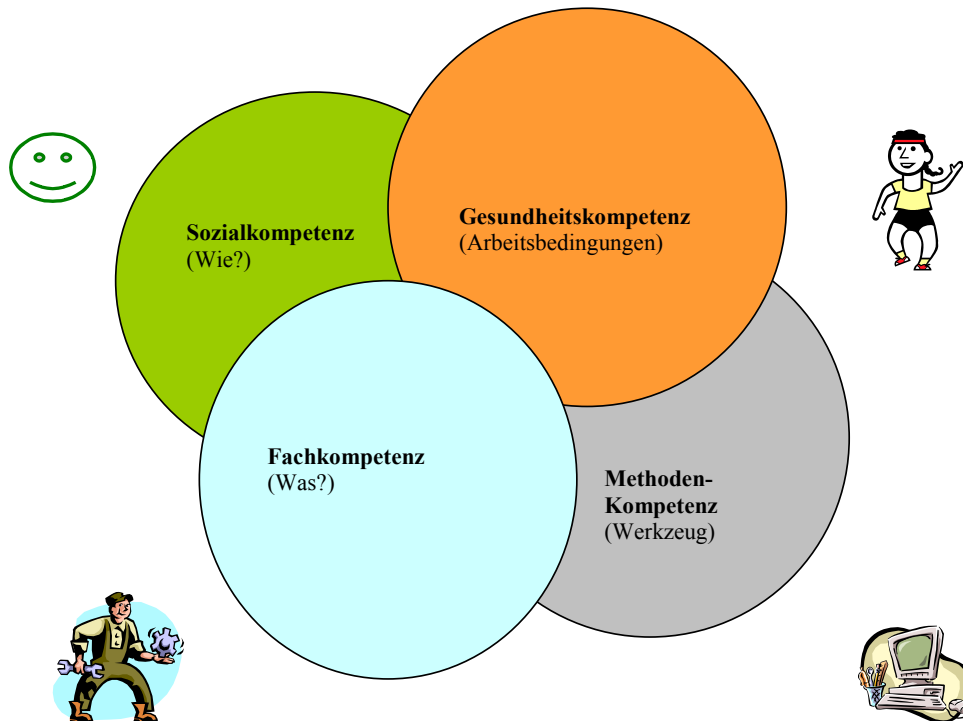 Gesundheitskompetenz
(Arbeitsbedingungen)
Sozialkompetenz
(Wie?)
Fachkompetenz
(Was?)
Methoden-
Kompetenz
(Werkzeug)